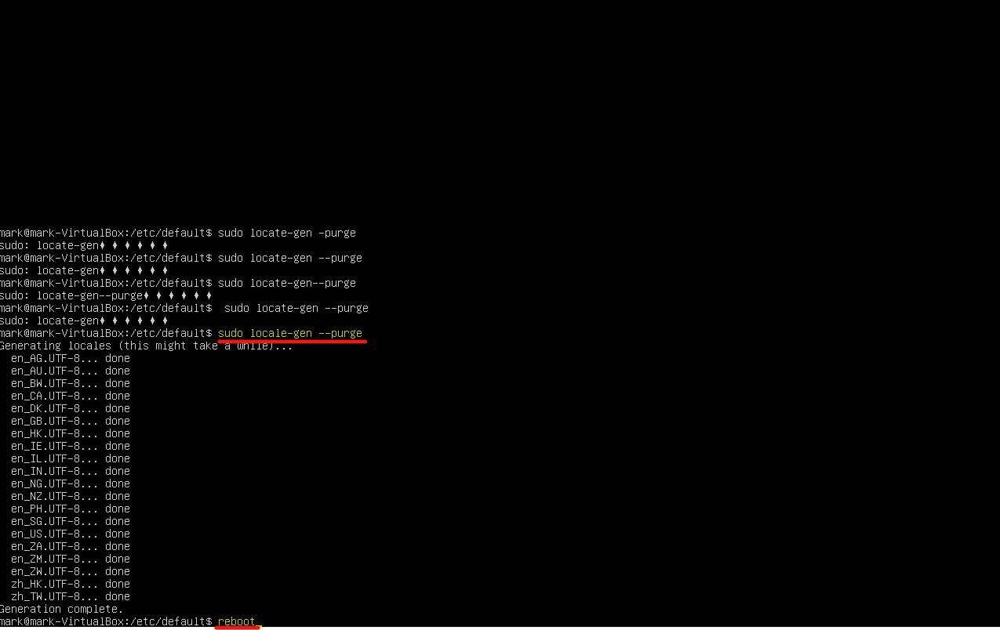 mark@mark-VirtualBox:/etc/default$ sudo locate-gen -purge
sudo: locate-gen♦ ♦ ♦ ♦ ♦ ♦
mark@mark-VirtualBox:/etc/default$ sudo locate-gen --purge
sudo: locate-gen♦ ♦ ♦ ♦ ♦ ♦
mark@mark-VirtualBox:/etc/default$ sudo locate-gen--purge
sudo: locate-gen--purge♦ ♦ ♦ ♦ ♦ ♦
mark@mark-VirtualBox:/etc/default$  sudo locate-gen --purge
sudo: locate-gen♦ ♦ ♦ ♦ ♦ ♦
mark@mark-VirtualBox:/etc/default$ sudo locale-gen --purge
Generating locales (this might take a while)...
  en_AG.UTF-8... done
  en_AU.UTF-8... done
  en_BW.UTF-8... done
  en_CA.UTF-8... done
  en_DK.UTF-8... done
  en_GB.UTF-8... done
  en_HK.UTF-8... done
  en_IE.UTF-8... done
  en_IL.UTF-8... done
  en_IN.UTF-8... done
  en_NG.UTF-8... done
  en_NZ.UTF-8... done
  en_PH.UTF-8... done
  en_SG.UTF-8... done
  en_US.UTF-8... done
  en_ZA.UTF-8... done
  en_ZM.UTF-8... done
  en_ZW.UTF-8... done
  zh_HK.UTF-8... done
  zh_TW.UTF-8... done
Generation complete.
mark@mark-VirtualBox:/etc/default$ reboot_